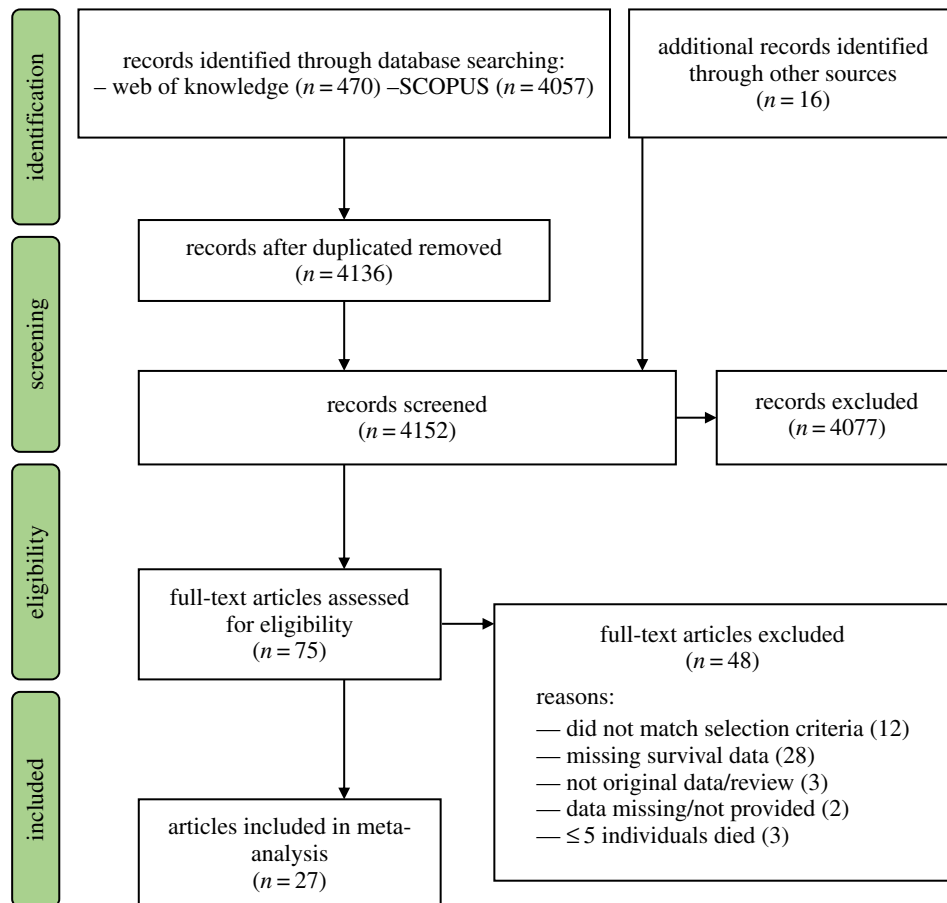 identification
records identified through database searching:
– web of knowledge (n = 470) –SCOPUS (n = 4057)
additional records identified
through other sources
(n = 16)
records after duplicated removed
(n = 4136)
screening
records screened
(n = 4152)
records excluded
(n = 4077)
eligibility
full-text articles assessed
for eligibility
(n = 75)
full-text articles excluded
(n = 48)
reasons:
— did not match selection criteria (12)
— missing survival data (28)
— not original data/review (3)
— data missing/not provided (2)
— ≤ 5 individuals died (3)
included
articles included in meta-
analysis
(n = 27)